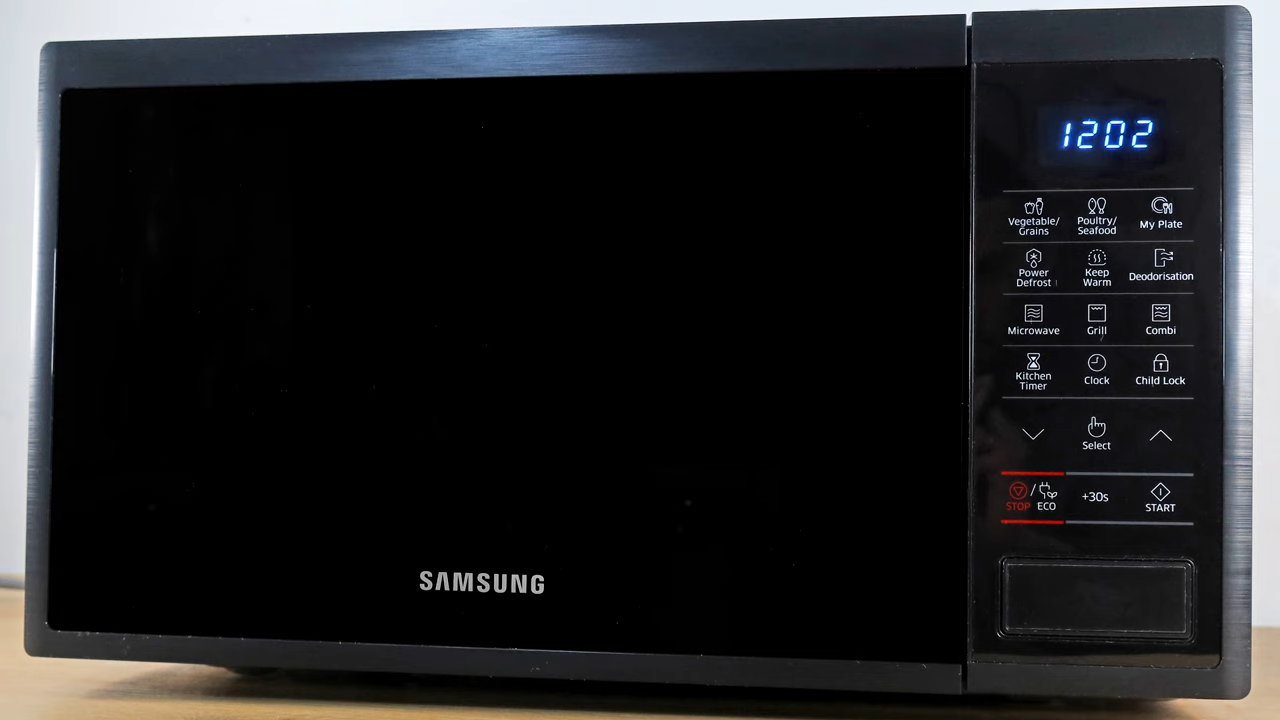 1202
Vegetable/
Grains
Poultry/
Seafood
My Plate
Power
Defrost
Keep
Warm
Deodorisation
Microwave
Grill
Combi
Kitchen
Timer
Clock
Child Lock
Select
STOP / ECO
+30s
START
SAMSUNG